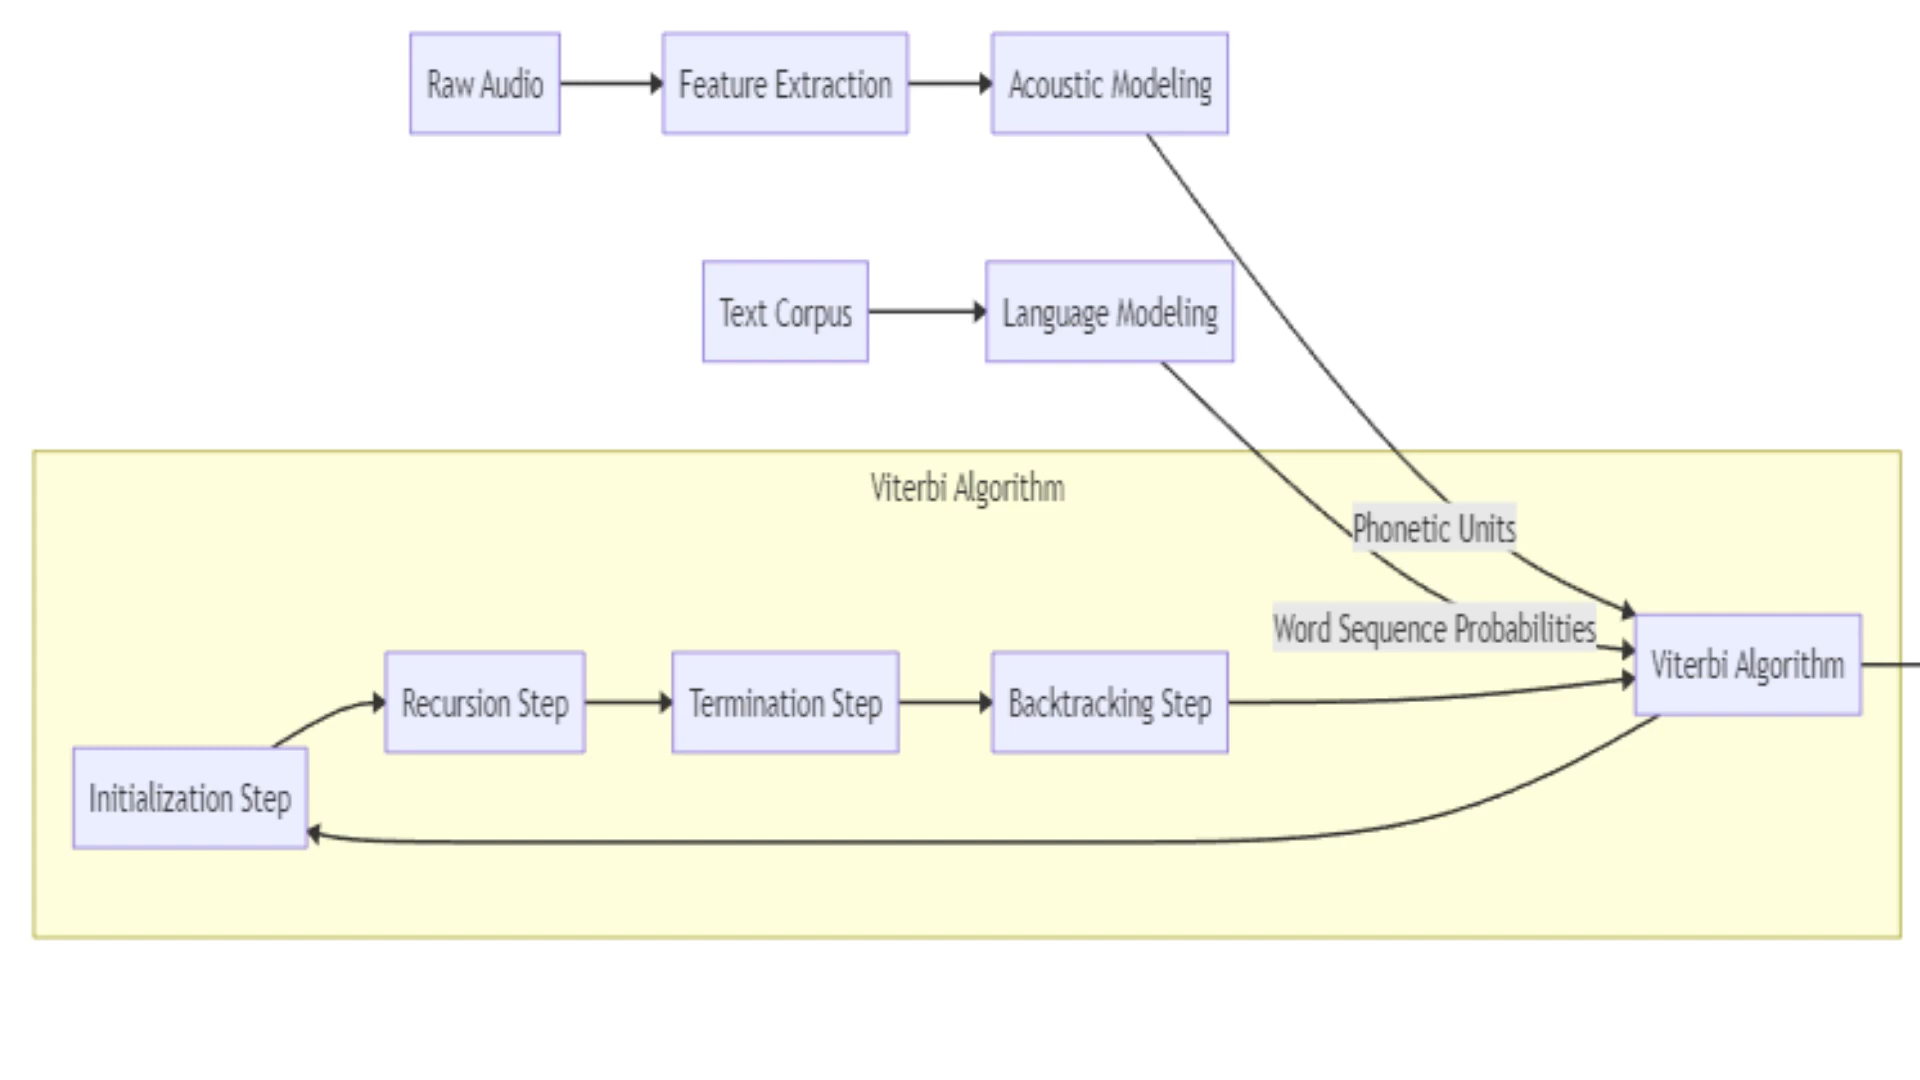 Raw Audio
Feature Extraction
Acoustic Modeling
Text Corpus
Language Modeling
Viterbi Algorithm
Phonetic Units
Word Sequence Probabilities
Viterbi Algorithm
Recursion Step
Termination Step
Backtracking Step
Initialization Step